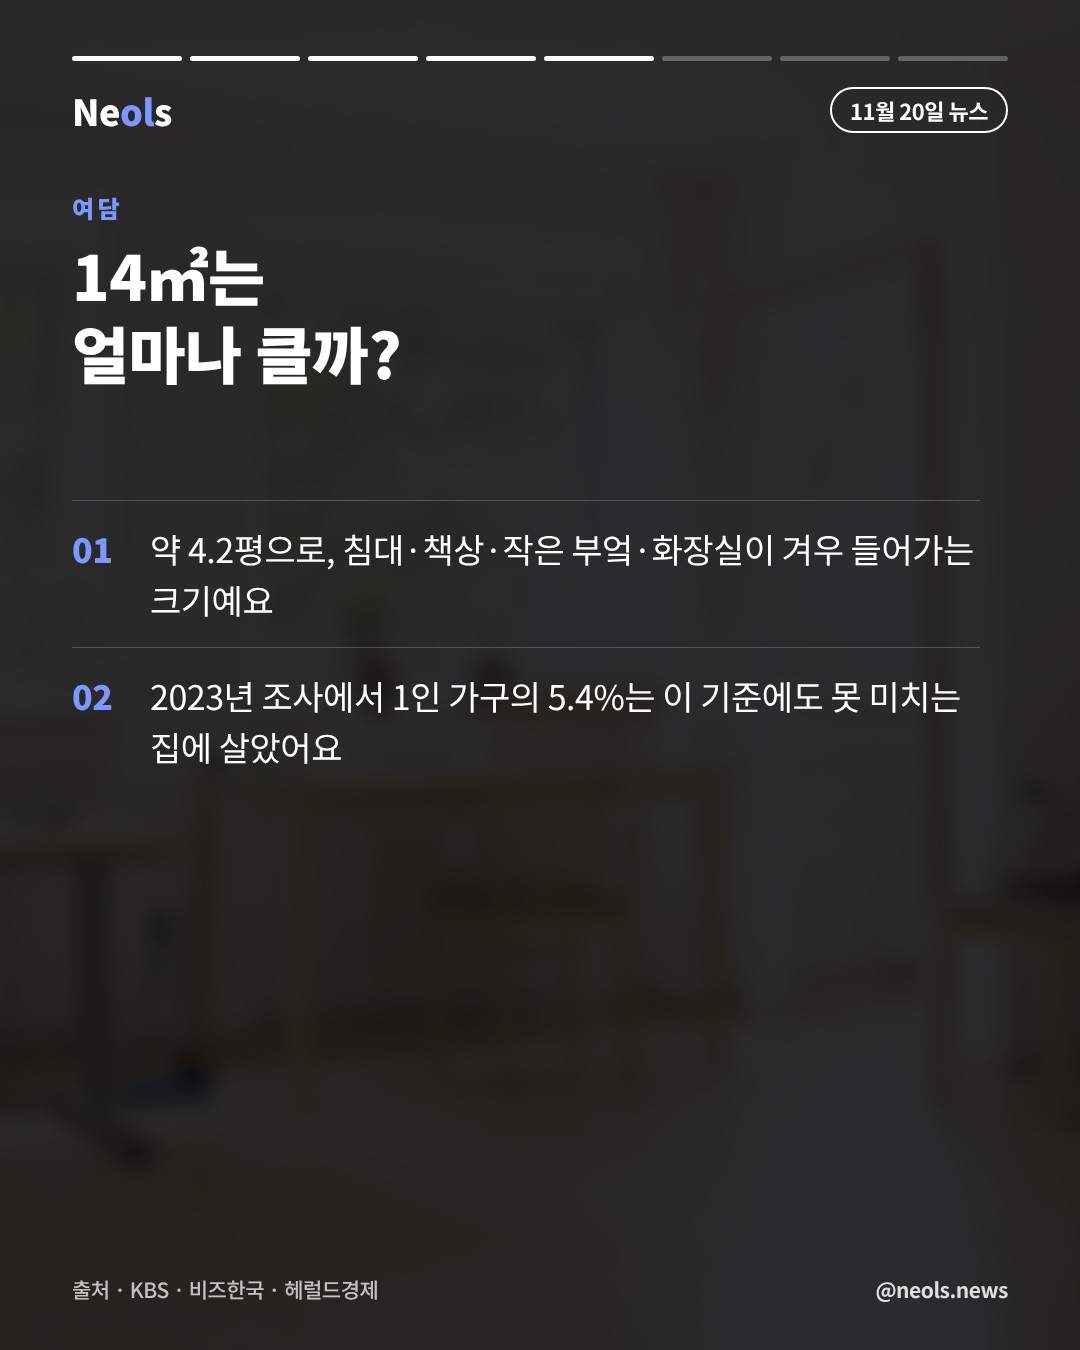 Neols
11월 20일 뉴스
여담
14㎡는
얼마나 클까?
01 약 4.2평으로, 침대·책상·작은 부엌·화장실이 겨우 들어가는
크기예요
02 2023년 조사에서 1인 가구의 5.4%는 이 기준에도 못 미치는
집에 살았어요
출처 · KBS · 비즈한국 · 헤럴드경제
@neols.news